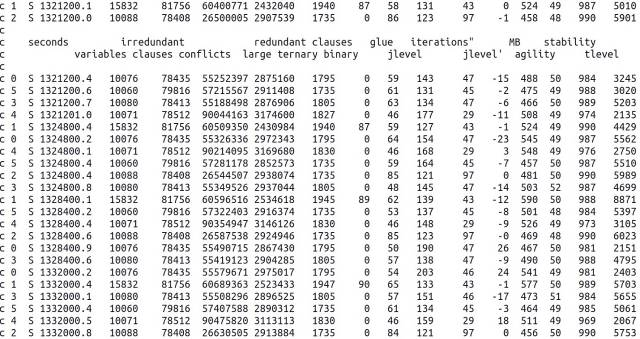 c 1 S 1321200.1 15832 81756 60400771 2432040 1940 87 58 131 43 0 524 49 987 5010
c 2 S 1321200.0 10088 78408 26500005 2907539 1735 0 86 123 97 -1 458 48 990 5901
c
c seconds irredundant redundant clauses glue iterations" MB stability
c variables clauses conflicts large ternary binary jlevel jlevel' agility tlevel
c
c 0 S 1321200.4 10076 78435 55252397 2875160 1795 0 59 143 47 -15 488 50 984 3245
c 5 S 1321200.6 10060 79816 57215567 2911408 1735 0 61 131 45 -2 475 49 988 3020
c 3 S 1321200.7 10080 78413 55188498 2876906 1805 0 63 134 47 -6 466 50 989 5203
c 4 S 1321201.0 10071 78512 90044163 3174600 1827 0 46 177 29 -11 508 49 974 2135
c 1 S 1324800.4 15832 81756 60509350 2430984 1940 87 59 127 43 -1 524 49 990 4429
c 0 S 1324800.2 10076 78435 55326336 2972343 1795 0 64 154 47 -23 545 49 987 5562
c 4 S 1324800.1 10071 78512 90214095 3169680 1830 0 46 168 29 3 548 49 976 2750
c 5 S 1324800.4 10060 79816 57281178 2852573 1735 0 59 164 45 -7 457 50 987 5510
c 2 S 1324800.4 10088 78408 26544507 2938074 1735 0 85 121 97 0 481 50 990 5989
c 3 S 1324800.8 10080 78413 55349526 2937044 1805 0 48 145 47 -14 503 52 987 4699
c 1 S 1328400.1 15832 81756 60596516 2534618 1945 89 62 139 43 -12 590 50 988 8871
c 5 S 1328400.2 10060 79816 57322403 2916374 1735 0 53 137 45 -8 501 48 984 5397
c 4 S 1328400.4 10071 78512 90354947 3146126 1830 0 46 148 29 -9 526 49 973 3105
c 2 S 1328400.6 10088 78408 26587538 2924946 1735 0 85 123 97 -0 469 48 990 6023
c 0 S 1328400.9 10076 78435 55490715 2867430 1795 0 50 190 47 26 467 50 981 2151
c 3 S 1328400.6 10080 78413 55419123 2904285 1805 0 57 138 47 -9 490 50 988 4795
c 0 S 1332000.2 10076 78435 55579671 2975017 1795 0 54 203 46 24 541 49 981 2403
c 1 S 1332000.4 15832 81756 60689363 2523433 1947 90 65 133 43 -1 577 50 989 5703
c 3 S 1332000.1 10080 78413 55508296 2896525 1805 0 57 151 46 -17 473 51 984 5655
c 5 S 1332000.4 10060 79816 57407588 2890312 1735 0 61 134 45 -3 464 49 985 5061
c 4 S 1332000.5 10071 78512 90475820 3113113 1830 0 46 159 29 18 511 49 969 2067
c 2 S 1332000.8 10088 78408 26630505 2913884 1735 0 84 121 97 0 456 50 990 5753